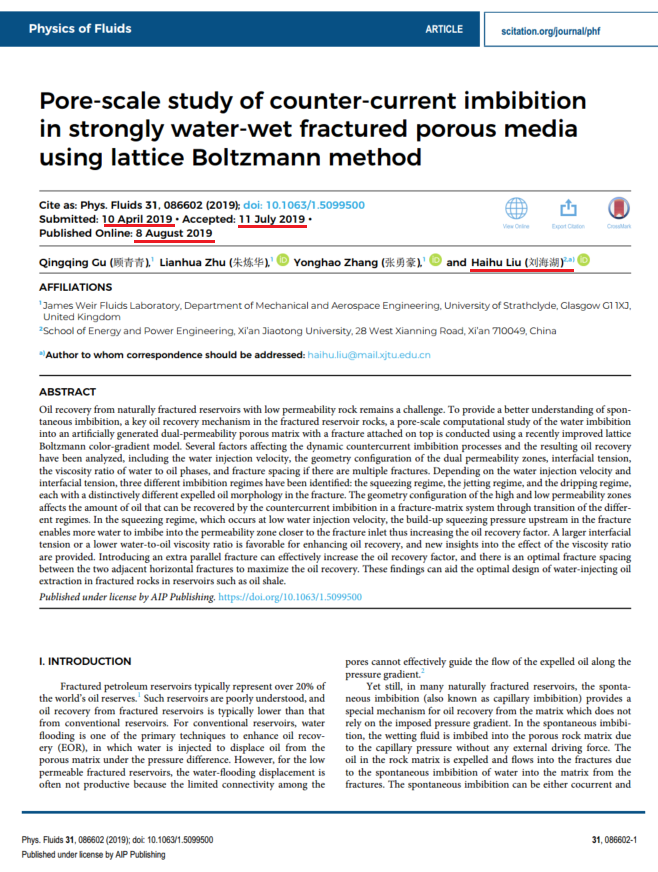 Physics of Fluids
ARTICLE
scitation.org/journal/phf
Pore-scale study of counter-current imbibition
in strongly water-wet fractured porous media
using lattice Boltzmann method
Cite as: Phys. Fluids 31, 086602 (2019); doi: 10.1063/1.5099500
Submitted: 10 April 2019 • Accepted: 11 July 2019 •
Published Online: 8 August 2019
View Online
Export Citation
CrossMark
Qingqing Gu (顾青青),1 Lianhua Zhu (朱炼华),1 Yonghao Zhang (张勇豪),1 and Haihu Liu (刘海湖)2,a)
AFFILIATIONS
1James Weir Fluids Laboratory, Department of Mechanical and Aerospace Engineering, University of Strathclyde, Glasgow G1 1XJ,
United Kingdom
2School of Energy and Power Engineering, Xi'an Jiaotong University, 28 West Xianning Road, Xi'an 710049, China
a)Author to whom correspondence should be addressed: haihu.liu@mail.xjtu.edu.cn
ABSTRACT
Oil recovery from naturally fractured reservoirs with low permeability rock remains a challenge. To provide a better understanding of spon-
taneous imbibition, a key oil recovery mechanism in the fractured reservoir rocks, a pore-scale computational study of the water imbibition
into an artificially generated dual-permeability porous matrix with a fracture attached on top is conducted using a recently improved lattice
Boltzmann color-gradient model. Several factors affecting the dynamic countercurrent imbibition processes and the resulting oil recovery
have been analyzed, including the water injection velocity, the geometry configuration of the dual permeability zones, interfacial tension,
the viscosity ratio of water to oil phases, and fracture spacing if there are multiple fractures. Depending on the water injection velocity and
interfacial tension, three different imbibition regimes have been identified: the squeezing regime, the jetting regime, and the dripping regime,
each with a distinctively different expelled oil morphology in the fracture. The geometry configuration of the high and low permeability zones
affects the amount of oil that can be recovered by the countercurrent imbibition in a fracture-matrix system through transition of the differ-
ent regimes. In the squeezing regime, which occurs at low water injection velocity, the build-up squeezing pressure upstream in the fracture
enables more water to imbibe into the permeability zone closer to the fracture inlet thus increasing the oil recovery factor. A larger interfacial
tension or a lower water-to-oil viscosity ratio is favorable for enhancing oil recovery, and new insights into the effect of the viscosity ratio
are provided. Introducing an extra parallel fracture can effectively increase the oil recovery factor, and there is an optimal fracture spacing
between the two adjacent horizontal fractures to maximize the oil recovery. These findings can aid the optimal design of water-injecting oil
extraction in fractured rocks in reservoirs such as oil shale.
Published under license by AIP Publishing. https://doi.org/10.1063/1.5099500
I. INTRODUCTION
Fractured petroleum reservoirs typically represent over 20% of
the world's oil reserves.1 Such reservoirs are poorly understood, and
oil recovery from fractured reservoirs is typically lower than that
from conventional reservoirs. For conventional reservoirs, water
flooding is one of the primary techniques to enhance oil recov-
ery (EOR), in which water is injected to displace oil from the
porous matrix under the pressure difference. However, for the low
permeable fractured reservoirs, the water-flooding displacement is
often not productive because the limited connectivity among the
pores cannot effectively guide the flow of the expelled oil along the
pressure gradient.2
Yet still, in many naturally fractured reservoirs, the sponta-
neous imbibition (also known as capillary imbibition) provides a
special mechanism for oil recovery from the matrix which does not
rely on the imposed pressure gradient. In the spontaneous imbibi-
tion, the wetting fluid is imbibed into the porous rock matrix due
to the capillary pressure without any external driving force. The
oil in the rock matrix is expelled and flows into the fractures due
to the spontaneous imbibition of water into the matrix from the
fractures. The spontaneous imbibition can be either cocurrent and
Phys. Fluids 31, 086602 (2019); doi: 10.1063/1.5099500
31, 086602-1
Published under license by AIP Publishing